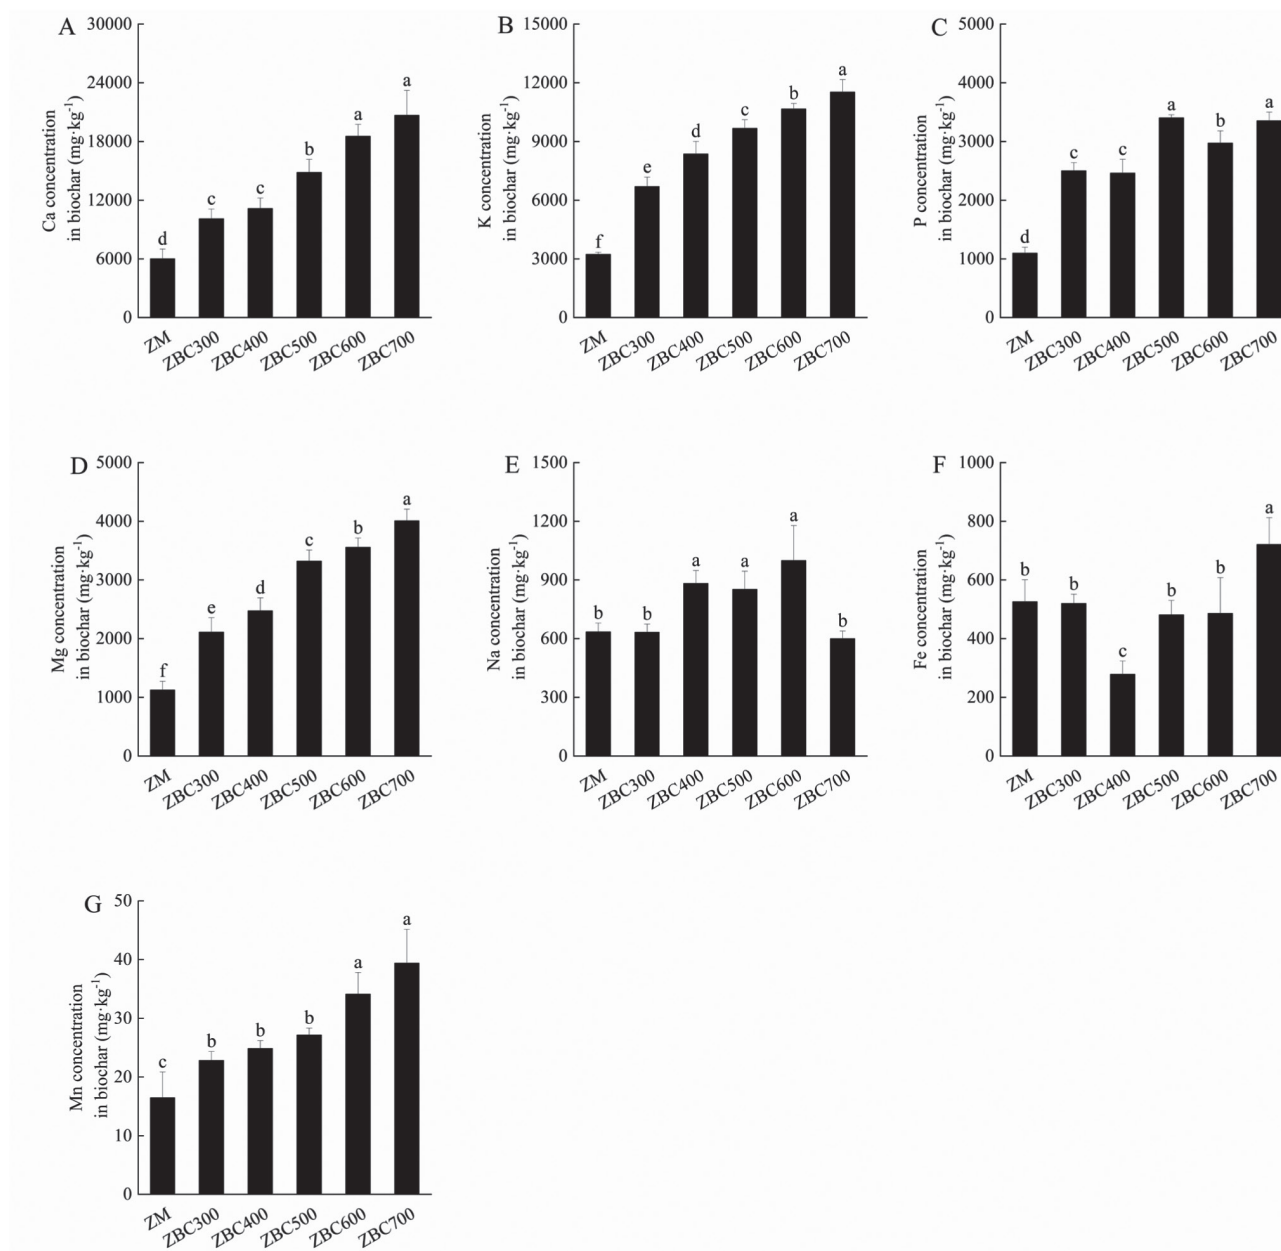 A
Ca concentration
in biochar (mg·kg⁻¹)
30000
24000
18000
12000
6000
0
d
c
c
b
a
a
ZM
ZBC300
ZBC400
ZBC500
ZBC600
ZBC700
B
K concentration
in biochar (mg·kg⁻¹)
15000
12000
9000
6000
3000
0
f
e
d
c
b
a
ZM
ZBC300
ZBC400
ZBC500
ZBC600
ZBC700
C
P concentration
in biochar (mg·kg⁻¹)
5000
4000
3000
2000
1000
0
d
c
c
a
b
a
ZM
ZBC300
ZBC400
ZBC500
ZBC600
ZBC700
D
Mg concentration
in biochar (mg·kg⁻¹)
5000
4000
3000
2000
1000
0
f
e
d
c
b
a
ZM
ZBC300
ZBC400
ZBC500
ZBC600
ZBC700
E
Na concentration
in biochar (mg·kg⁻¹)
1500
1200
900
600
300
0
b
b
a
a
a
b
ZM
ZBC300
ZBC400
ZBC500
ZBC600
ZBC700
F
Fe concentration
in biochar (mg·kg⁻¹)
1000
800
600
400
200
0
b
b
c
b
b
a
ZM
ZBC300
ZBC400
ZBC500
ZBC600
ZBC700
G
Mn concentration
in biochar (mg·kg⁻¹)
50
40
30
20
10
0
c
b
b
b
a
a
ZM
ZBC300
ZBC400
ZBC500
ZBC600
ZBC700